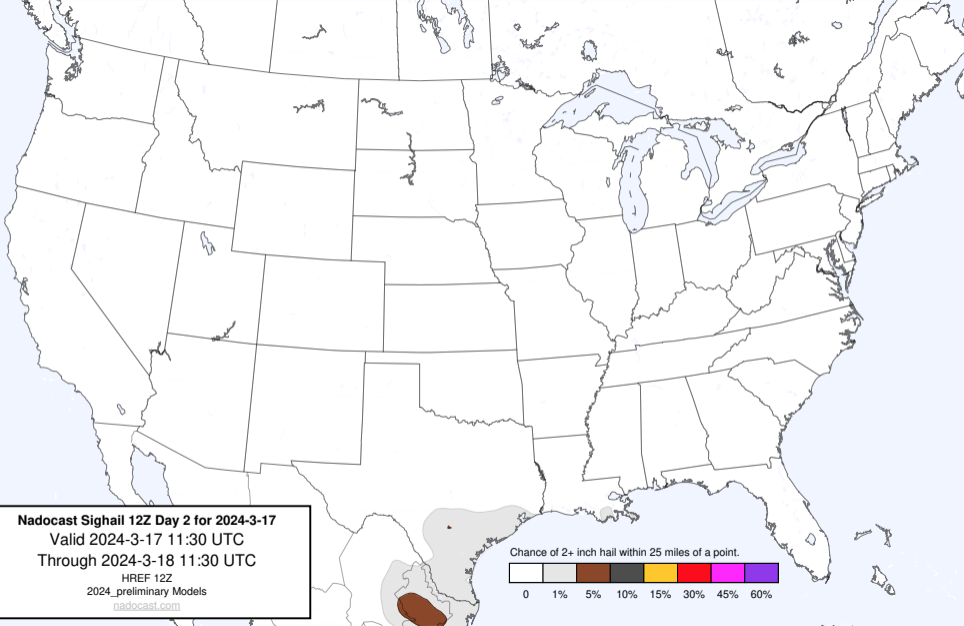 Nadocast Sighail 12Z Day 2 for 2024-3-17
Valid 2024-3-17 11:30 UTC
Through 2024-3-18 11:30 UTC
HREF 12Z
2024_preliminary Models
nadocast.com
Chance of 2+ inch hail within 25 miles of a point.
0 1% 5% 10% 15% 30% 45% 60%